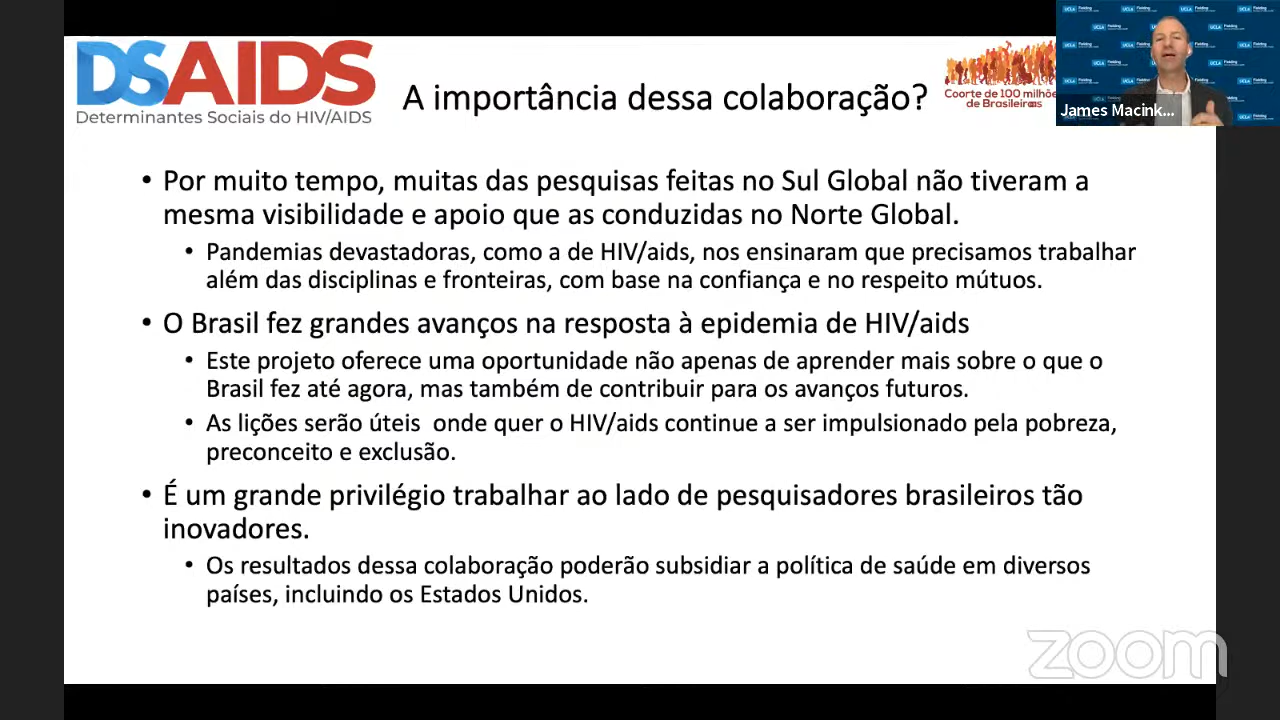 DSAIDS
Determinantes Sociais do HIV/AIDS
A importância dessa colaboração?
Coorte de 100 milhões
de Brasileiros
UCLA Fielding
James Macink...
• Por muito tempo, muitas das pesquisas feitas no Sul Global não tiveram a
mesma visibilidade e apoio que as conduzidas no Norte Global.
• Pandemias devastadoras, como a de HIV/aids, nos ensinaram que precisamos trabalhar
além das disciplinas e fronteiras, com base na confiança e no respeito mútuos.
• O Brasil fez grandes avanços na resposta à epidemia de HIV/aids
• Este projeto oferece uma oportunidade não apenas de aprender mais sobre o que o
Brasil fez até agora, mas também de contribuir para os avanços futuros.
• As lições serão úteis  onde quer o HIV/aids continue a ser impulsionado pela pobreza,
preconceito e exclusão.
• É um grande privilégio trabalhar ao lado de pesquisadores brasileiros tão
inovadores.
• Os resultados dessa colaboração poderão subsidiar a política de saúde em diversos
países, incluindo os Estados Unidos.
zoom